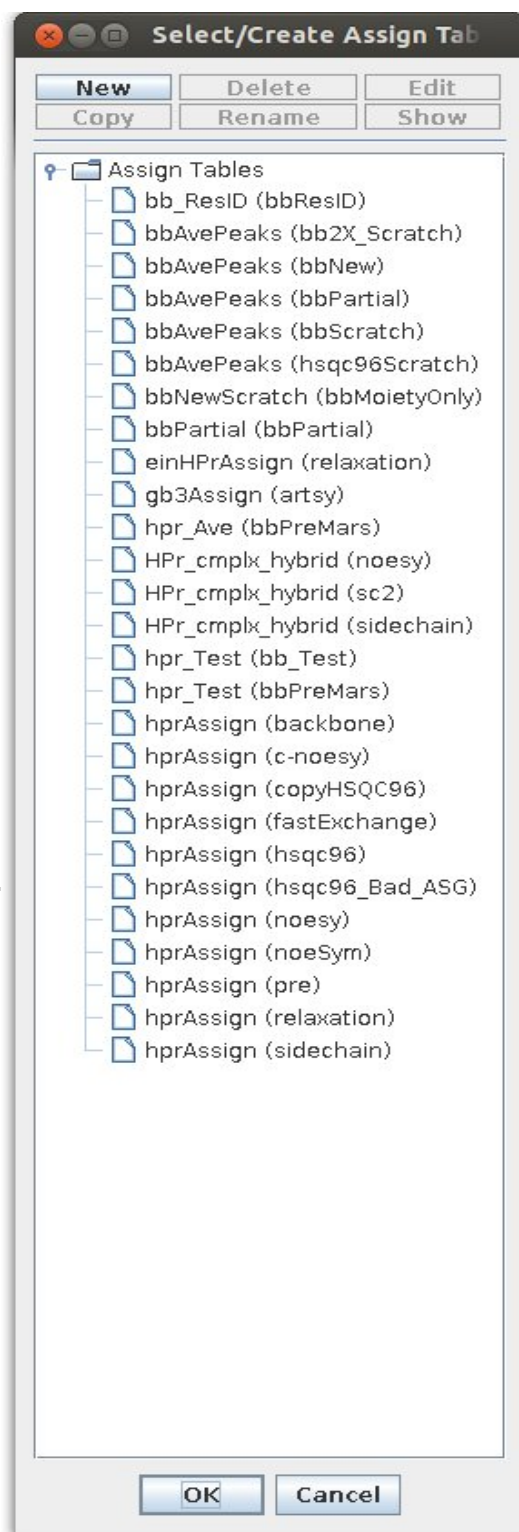 Select/Create Assign Tab
New Delete Edit
Copy Rename Show
Assign Tables
bb_ResID (bbResID)
bbAvePeaks (bb2X_Scratch)
bbAvePeaks (bbNew)
bbAvePeaks (bbPartial)
bbAvePeaks (bbScratch)
bbAvePeaks (hsqc96Scratch)
bbNewScratch (bbMoietyOnly)
bbPartial (bbPartial)
einHPrAssign (relaxation)
gb3Assign (artsy)
hpr_Ave (bbPreMars)
HPr_cmplx_hybrid (noesy)
HPr_cmplx_hybrid (sc2)
HPr_cmplx_hybrid (sidechain)
hpr_Test (bb_Test)
hpr_Test (bbPreMars)
hprAssign (backbone)
hprAssign (c-noesy)
hprAssign (copyHSQC96)
hprAssign (fastExchange)
hprAssign (hsqc96)
hprAssign (hsqc96_Bad_ASG)
hprAssign (noesy)
hprAssign (noeSym)
hprAssign (pre)
hprAssign (relaxation)
hprAssign (sidechain)
OK Cancel